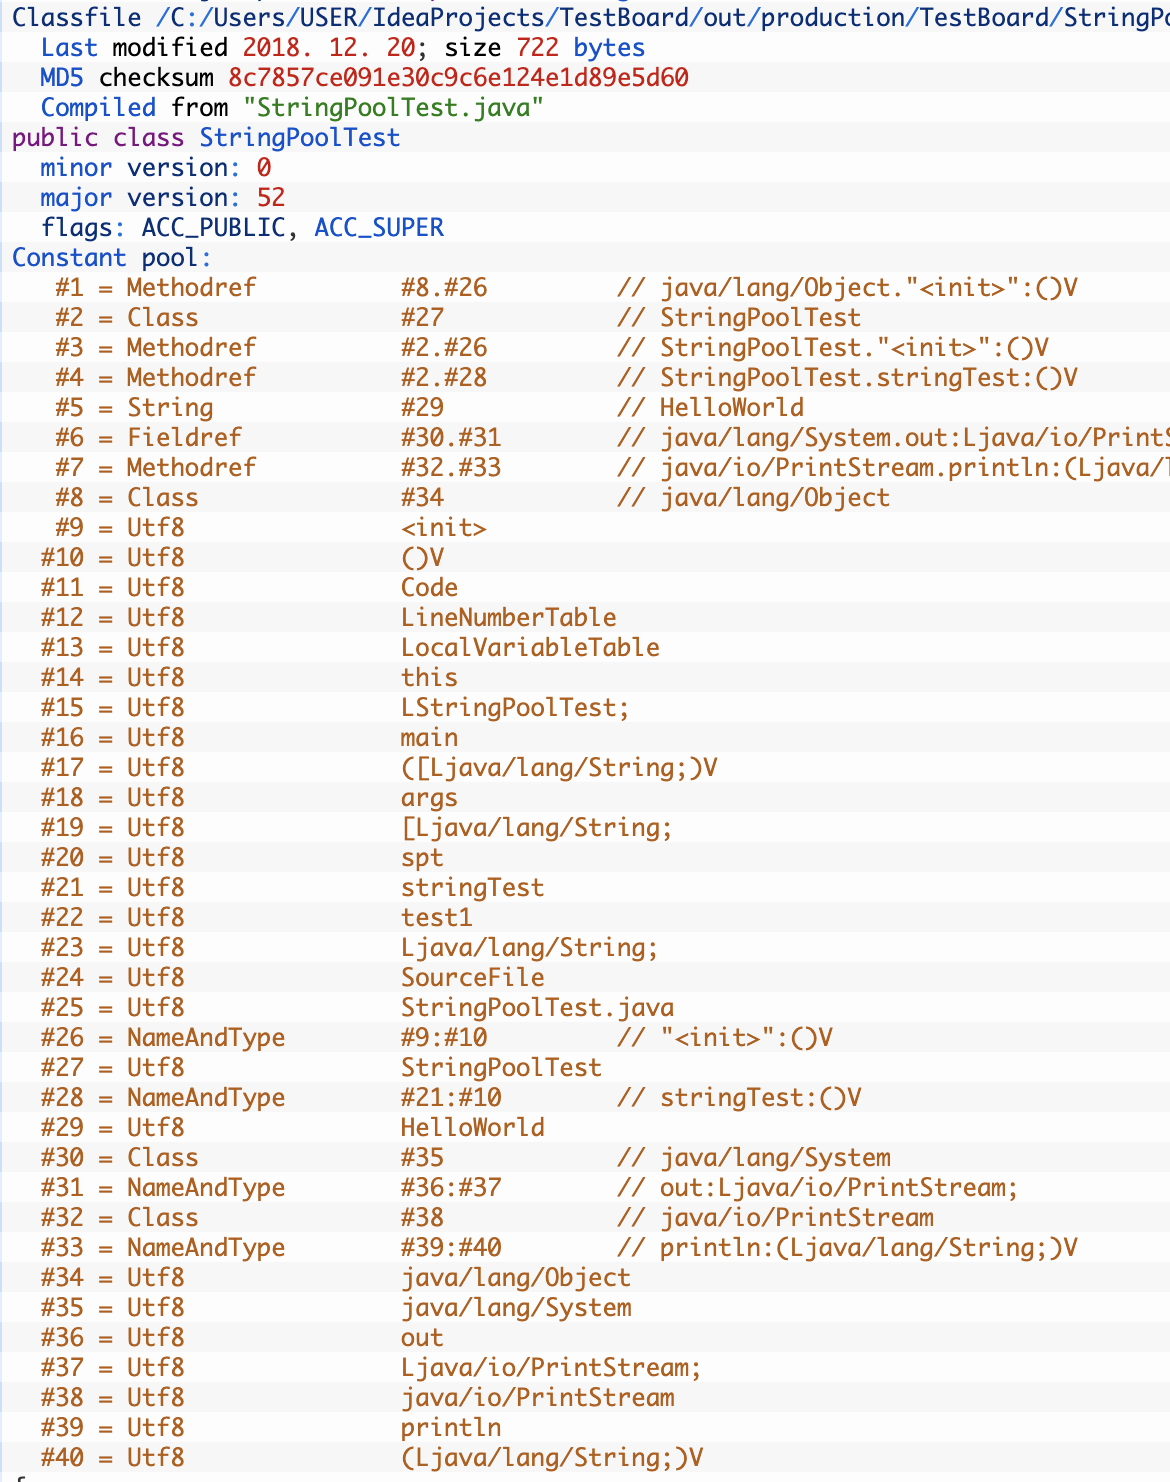 Classfile /C:/Users/USER/IdeaProjects/TestBoard/out/production/TestBoard/StringPo
Last modified 2018. 12. 20; size 722 bytes
MD5 checksum 8c7857ce091e30c9c6e124e1d89e5d60
Compiled from "StringPoolTest.java"
public class StringPoolTest
minor version: 0
major version: 52
flags: ACC_PUBLIC, ACC_SUPER
Constant pool:
#1 = Methodref #8.#26 // java/lang/Object."<init>":()V
#2 = Class #27 // StringPoolTest
#3 = Methodref #2.#26 // StringPoolTest."<init>":()V
#4 = Methodref #2.#28 // StringPoolTest.stringTest:()V
#5 = String #29 // HelloWorld
#6 = Fieldref #30.#31 // java/lang/System.out:Ljava/io/PrintS
#7 = Methodref #32.#33 // java/io/PrintStream.println:(Ljava/l
#8 = Class #34 // java/lang/Object
#9 = Utf8 <init>
#10 = Utf8 ()V
#11 = Utf8 Code
#12 = Utf8 LineNumberTable
#13 = Utf8 LocalVariableTable
#14 = Utf8 this
#15 = Utf8 LStringPoolTest;
#16 = Utf8 main
#17 = Utf8 ([Ljava/lang/String;)V
#18 = Utf8 args
#19 = Utf8 [Ljava/lang/String;
#20 = Utf8 spt
#21 = Utf8 stringTest
#22 = Utf8 test1
#23 = Utf8 Ljava/lang/String;
#24 = Utf8 SourceFile
#25 = Utf8 StringPoolTest.java
#26 = NameAndType #9:#10 // "<init>":()V
#27 = Utf8 StringPoolTest
#28 = NameAndType #21:#10 // stringTest:()V
#29 = Utf8 HelloWorld
#30 = Class #35 // java/lang/System
#31 = NameAndType #36:#37 // out:Ljava/io/PrintStream;
#32 = Class #38 // java/io/PrintStream
#33 = NameAndType #39:#40 // println:(Ljava/lang/String;)V
#34 = Utf8 java/lang/Object
#35 = Utf8 java/lang/System
#36 = Utf8 out
#37 = Utf8 Ljava/io/PrintStream;
#38 = Utf8 java/io/PrintStream
#39 = Utf8 println
#40 = Utf8 (Ljava/lang/String;)V